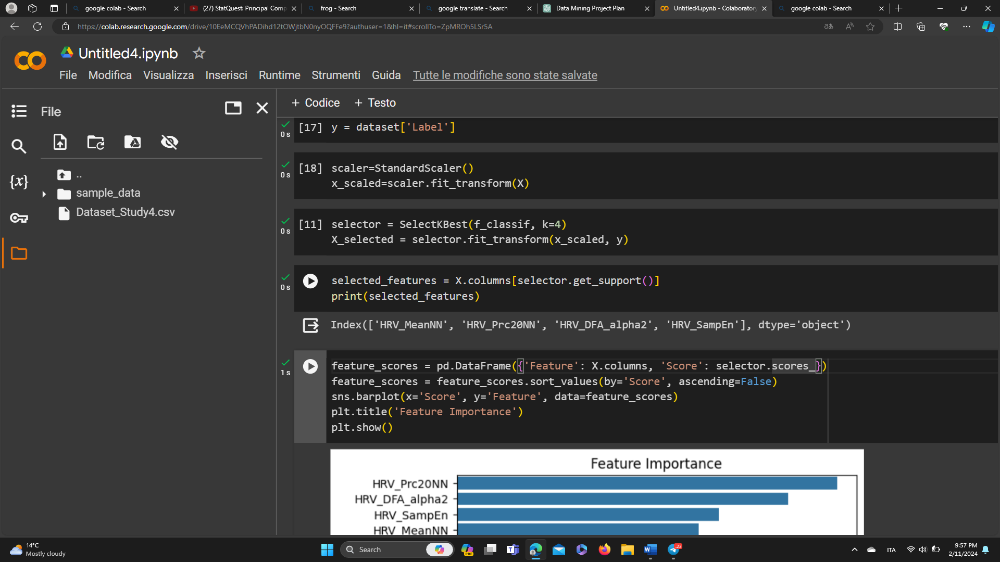 google colab - Search
(27) StatQuest: Principal Comp
frog - Search
google translate - Search
Data Mining Project Plan
Untitled4.ipynb - Colaboratory
google colab - Search
https://colab.research.google.com/drive/10EeMCQVhPADihd12tOWjtbN0nyOQFFe9?authuser=1&hl=it#scrollTo=ZpMROh5LSr5A
Untitled4.ipynb
File Modifica Visualizza Inserisci Runtime Strumenti Guida Tutte le modifiche sono state salvate
File
+ Codice + Testo
..
sample_data
Dataset_Study4.csv
{x}
0 s
[17] y = dataset['Label']
0 s
[18] scaler=StandardScaler()
x_scaled=scaler.fit_transform(X)
0 s
[11] selector = SelectKBest(f_classif, k=4)
X_selected = selector.fit_transform(x_scaled, y)
0 s
selected_features = X.columns[selector.get_support()]
print(selected_features)
Index(['HRV_MeanNN', 'HRV_Prc20NN', 'HRV_DFA_alpha2', 'HRV_SampEn'], dtype='object')
1 s
feature_scores = pd.DataFrame({'Feature': X.columns, 'Score': selector.scores_})
feature_scores = feature_scores.sort_values(by='Score', ascending=False)
sns.barplot(x='Score', y='Feature', data=feature_scores)
plt.title('Feature Importance')
plt.show()
Feature Importance
HRV_Prc20NN
HRV_DFA_alpha2
HRV_SampEn
HRV_MeanNN
14°C
Mostly cloudy
Search
PRE
23
ITA
9:57 PM
2/11/2024